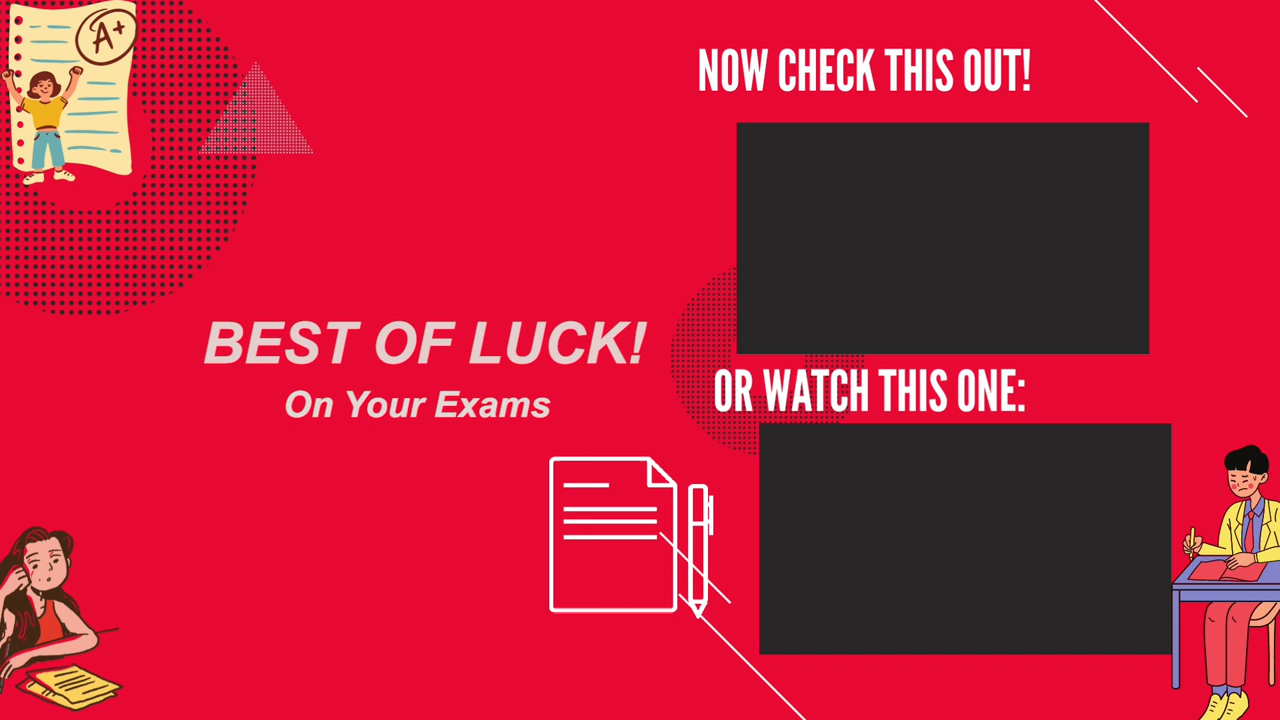 A+
NOW CHECK THIS OUT!
BEST OF LUCK!
On Your Exams
OR WATCH THIS ONE: